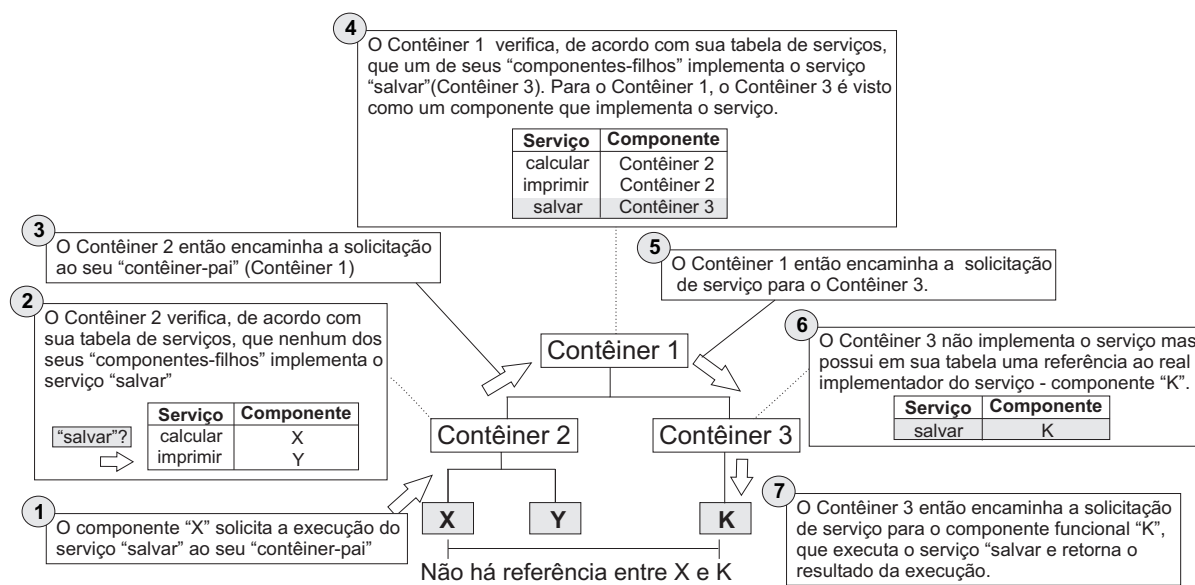 4
O Contêiner 1 verifica, de acordo com sua tabela de serviços,
que um de seus “componentes-filhos” implementa o serviço
“salvar”(Contêiner 3). Para o Contêiner 1, o Contêiner 3 é visto
como um componente que implementa o serviço.
Serviço Componente
calcular Contêiner 2
imprimir Contêiner 2
salvar Contêiner 3
3
O Contêiner 2 então encaminha a solicitação
ao seu “contêiner-pai” (Contêiner 1)
5
O Contêiner 1 então encaminha a solicitação
de serviço para o Contêiner 3.
2
O Contêiner 2 verifica, de acordo com
sua tabela de serviços, que nenhum dos
seus “componentes-filhos” implementa o
serviço “salvar”
“salvar”?
Serviço Componente
calcular X
imprimir Y
6
O Contêiner 3 não implementa o serviço mas
possui em sua tabela uma referência ao real
implementador do serviço - componente “K”.
Serviço Componente
salvar K
Contêiner 1
Contêiner 2
Contêiner 3
1
O componente “X” solicita a execução do
serviço “salvar” ao seu “contêiner-pai”
X
Y
K
7
O Contêiner 3 então encaminha a solicitação
de serviço para o componente funcional “K”,
que executa o serviço “salvar e retorna o
resultado da execução.
Não há referência entre X e K